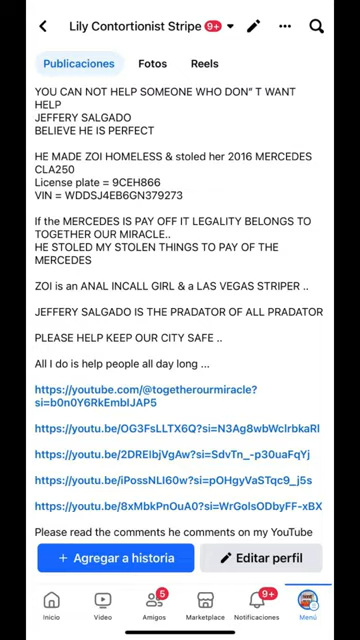 Lily Contortionist Stripe 9+
Publicaciones Fotos Reels
YOU CAN NOT HELP SOMEONE WHO DON" T WANT
HELP
JEFFERY SALGADO
BELIEVE HE IS PERFECT
HE MADE ZOI HOMELESS & stoled her 2016 MERCEDES
CLA250
License plate = 9CEH866
VIN = WDDSJ4EB6GN379273
If the MERCEDES IS PAY OFF IT LEGALITY BELONGS TO
TOGETHER OUR MIRACLE..
HE STOLED MY STOLEN THINGS TO PAY OF THE
MERCEDES
ZOI is an ANAL INCALL GIRL & a LAS VEGAS STRIPER ..
JEFFERY SALGADO IS THE PRADATOR OF ALL PRADATOR
PLEASE HELP KEEP OUR CITY SAFE ..
All I do is help people all day long ...
https://youtube.com/@togetherourmiracle?
si=b0n0Y6RkEmbIJAP5
https://youtu.be/OG3FsLLTX6Q?si=N3Ag8wbWclrbkaRl
https://youtu.be/2DREIbjVgAw?si=SdvTn_-p30uaFqYj
https://youtu.be/iPossNLI60w?si=pOHgyVaSTqc9_j5s
https://youtu.be/8xMbkPnOuA0?si=WrGolsODbyFF-xBX
Please read the comments he comments on my YouTube
+ Agregar a historia Editar perfil
5 9+
Inicio Video Amigos Marketplace Notificaciones Menú